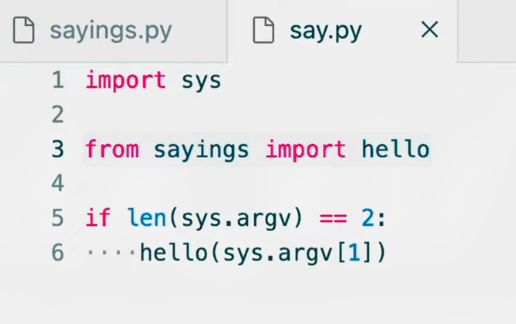 sayings.py
say.py
1 import sys
2
3 from sayings import hello
4
5 if len(sys.argv) == 2:
6 ····hello(sys.argv[1])